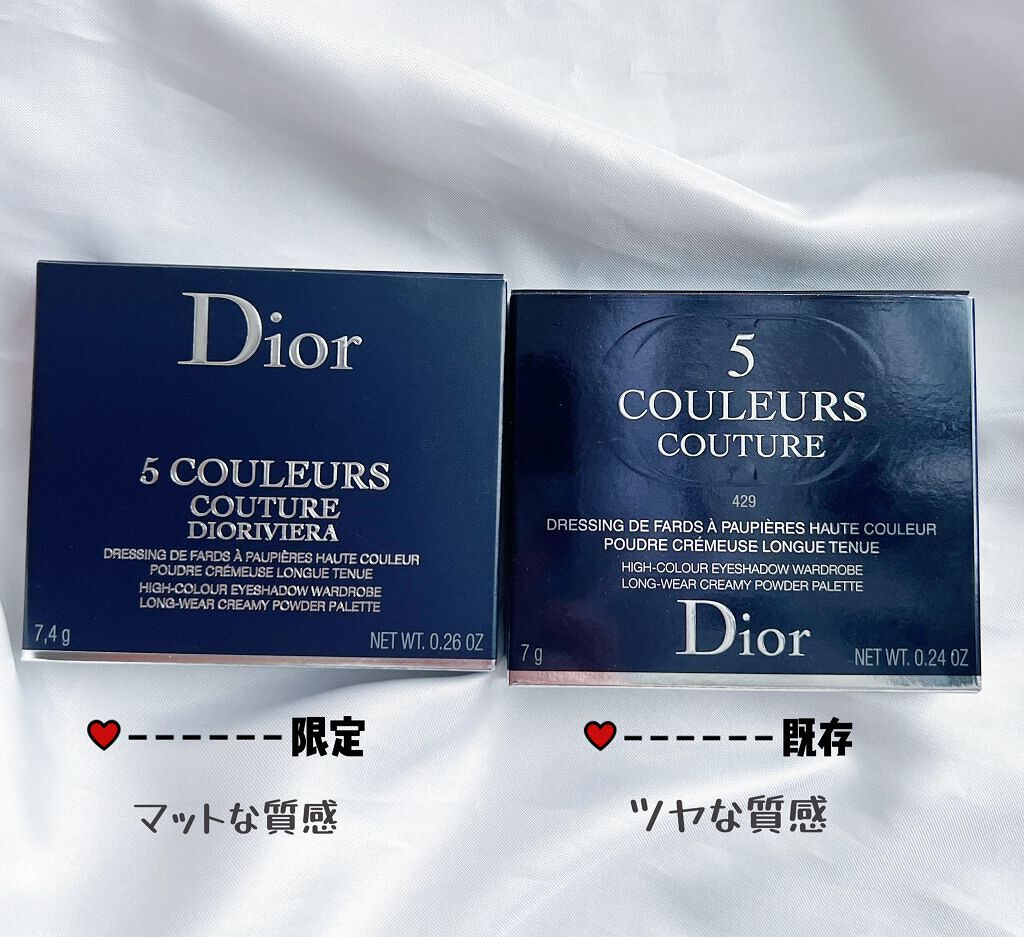 Dior
5 COULEURS
COUTURE
DIORIVIERA
DRESSING DE FARDS À PAUPIÈRES HAUTE COULEUR
POUDRE CRÉMEUSE LONGUE TENUE
HIGH-COLOUR EYESHADOW WARDROBE
LONG-WEAR CREAMY POWDER PALETTE
7,4 g
NET WT. 0.26 OZ
5
COULEURS
COUTURE
429
DRESSING DE FARDS À PAUPIÈRES HAUTE COULEUR
POUDRE CRÉMEUSE LONGUE TENUE
HIGH-COLOUR EYESHADOW WARDROBE
LONG-WEAR CREAMY POWDER PALETTE
Dior
7 g
NET WT. 0.24 OZ
♥------限定
マットな質感
♥------既存
ツヤな質感